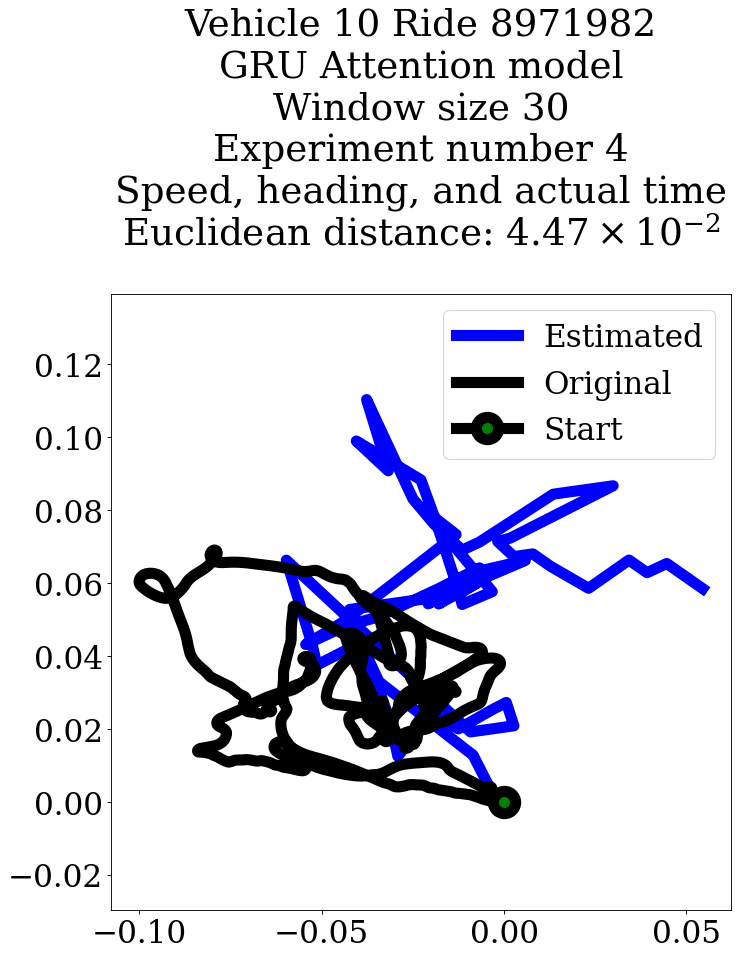 Vehicle 10 Ride 8971982
GRU Attention model
Window size 30
Experiment number 4
Speed, heading, and actual time
Euclidean distance: 4.47 × 10⁻²
Estimated
Original
Start
0.12
0.10
0.08
0.06
0.04
0.02
0.00
−0.02
−0.10
−0.05
0.00
0.05